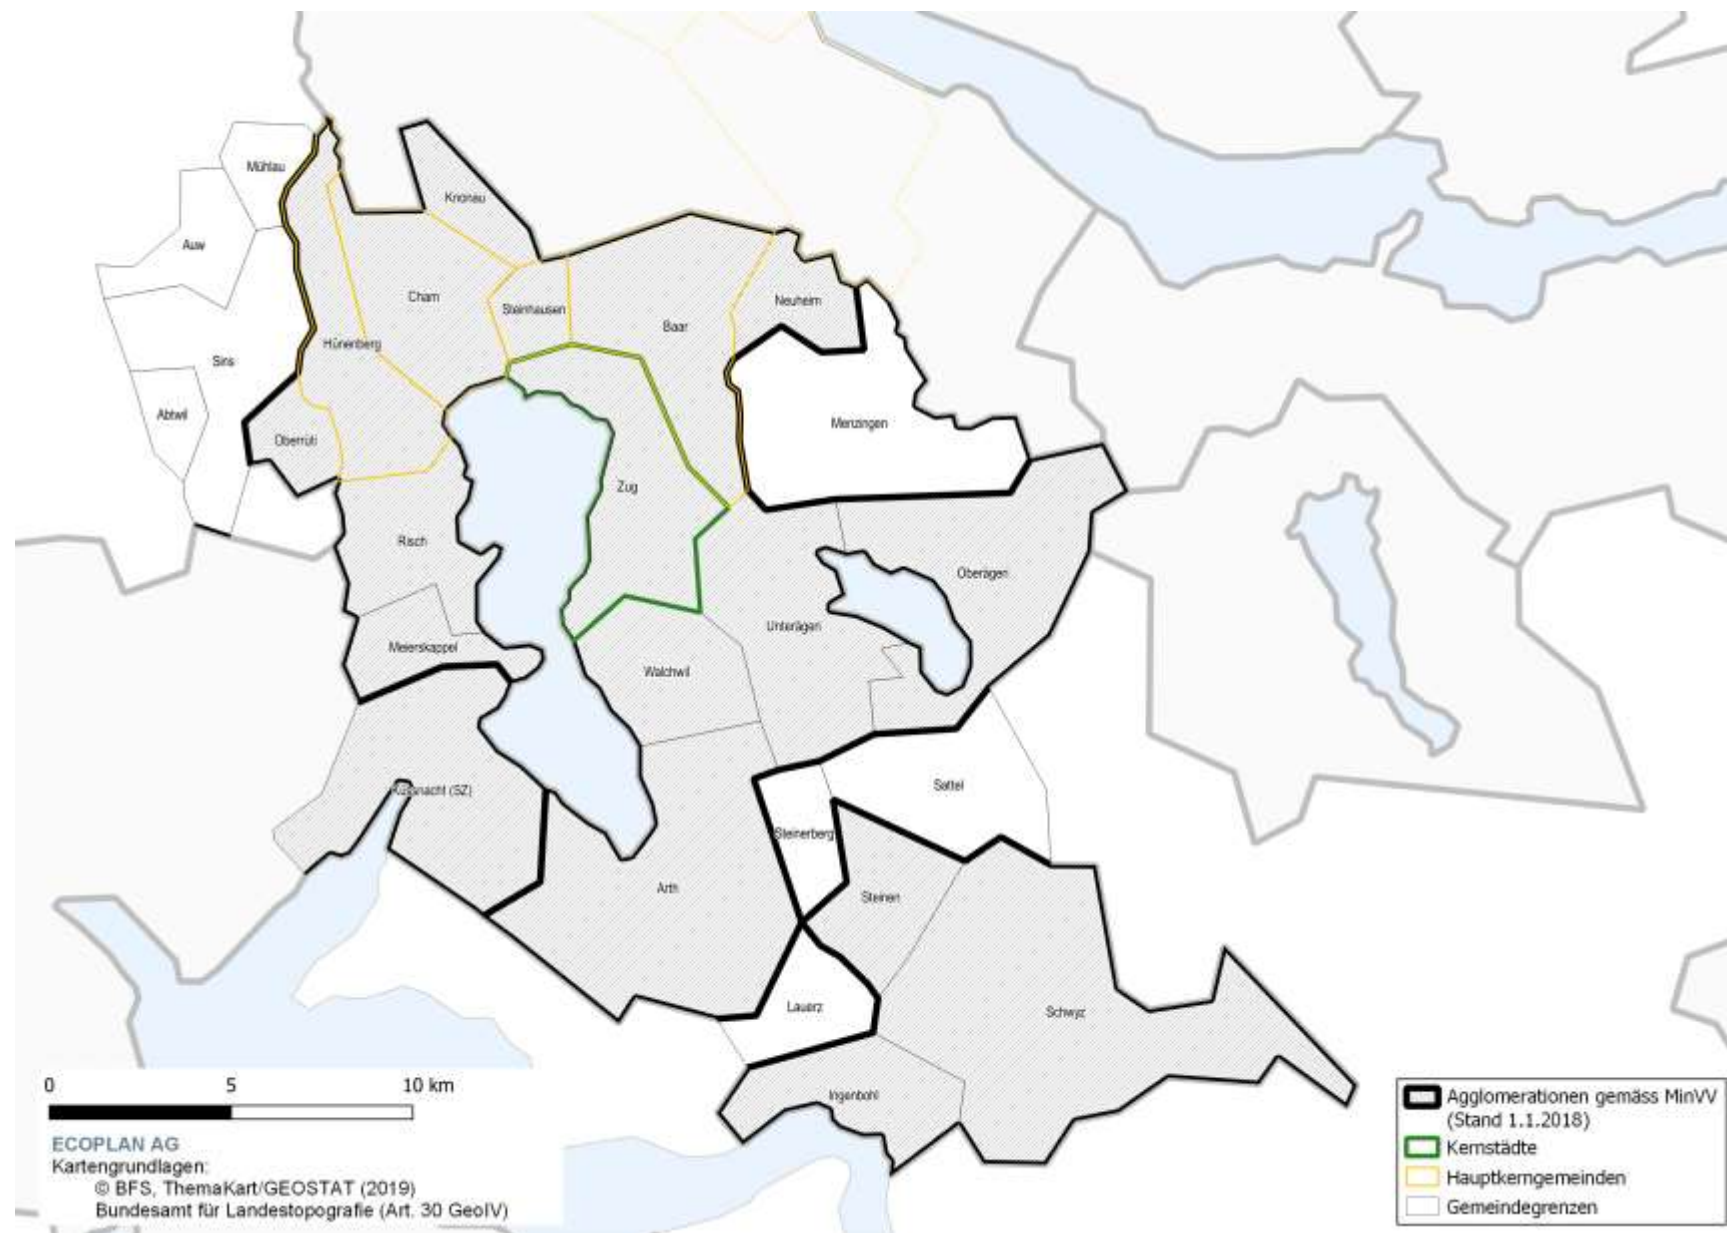 Mühlau
Knonau
Auw
Cham
Neuheim
Steinhausen
Baar
Hünenberg
Sins
Abtwil
Menzingen
Oberrüti
Zug
Risch
Oberägeri
Unterägeri
Meierskappel
Walchwil
Sattel
Küssnacht (SZ)
Steinerberg
Arth
Steinen
Lauerz
Schwyz
Ingenbohl
0 5 10 km
ECOPLAN AG
Kartengrundlagen:
© BFS, ThemaKart/GEOSTAT (2019)
Bundesamt für Landestopografie (Art. 30 GeoIV)
Agglomerationen gemäss MinVV
(Stand 1.1.2018)
Kernstädte
Hauptkerngemeinden
Gemeindegrenzen